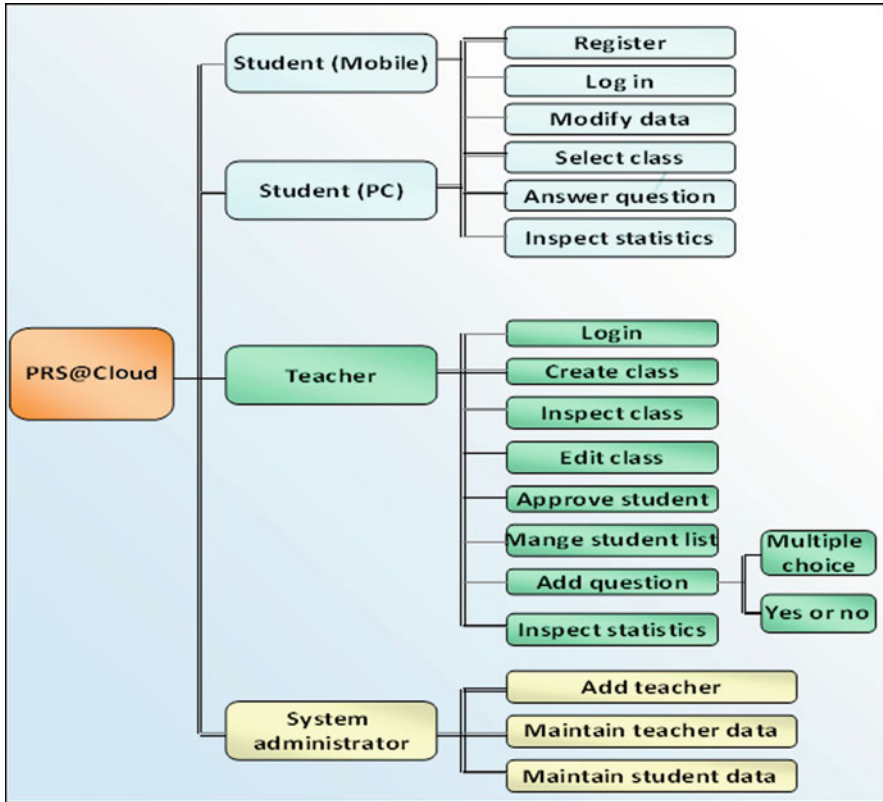 PRS@Cloud
Student (Mobile)
Student (PC)
Register
Log in
Modify data
Select class
Answer question
Inspect statistics
Teacher
Login
Create class
Inspect class
Edit class
Approve student
Mange student list
Add question
Inspect statistics
Multiple
choice
Yes or no
System
administrator
Add teacher
Maintain teacher data
Maintain student data